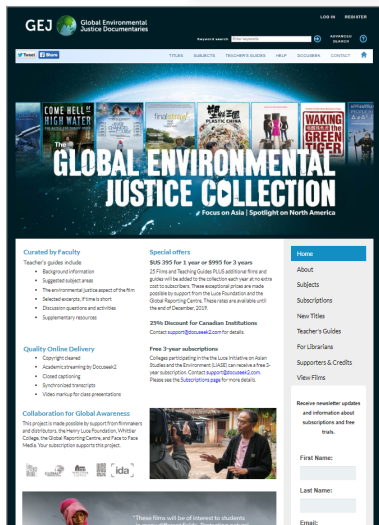 LOG IN REGISTER
GEJ Global Environmental
Justice Documentaries
Keyword search Enter keywords
ADVANCED
SEARCH
Tweet Share
TITLES SUBJECTS TEACHER'S GUIDES HELP DOCUSEEK CONTACT
COME HELL OR
HIGH WATER
finalstraw
PLASTIC CHINA
WAKING
the
GREEN
TIGER
The
GLOBAL ENVIRONMENTAL
JUSTICE COLLECTION
Focus on Asia | Spotlight on North America
Curated by Faculty
Teacher's guides include
• Background information
• Suggested subject areas
• The environmental justice aspect of the film
• Selected excerpts, if time is short
• Discussion questions and activities
• Supplementary resources
Quality Online Delivery
• Copyright cleared
• Academic streaming by Docuseek2
• Closed captioning
• Synchronized transcripts
• Video markup for class presentations
Collaboration for Global Awareness
This project is made possible by support from filmmakers
and distributors, the Henry Luce Foundation, Whittier
College, the Global Reporting Centre, and Face to Face
Media. Your subscription supports this project.
ida
Special offers
$US 395 for 1 year or $995 for 3 years
25 Films and Teaching Guides PLUS additional films and
guides will be added to the collection each year at no extra
cost to subscribers. These exceptional prices are made
possible by support from the Luce Foundation and the
Global Reporting Centre. These rates are available until
the end of December, 2019.
25% Discount for Canadian Institutions
Contact support@docuseek2.com for details.
Free 3-year subscriptions
Colleges participating in the Luce Initiative on Asian
Studies and the Environment (LIASE) can receive a free 3-
year subscription. Contact support@docuseek2.com.
Please see the Subscriptions page for more details.
Home
About
Subjects
Subscriptions
New Titles
Teacher's Guides
For Librarians
Supporters & Credits
View Films
Receive newsletter updates
and information about
subscriptions and free
trials.
First Name:
Last Name:
Email:
"These films will be of interest to students